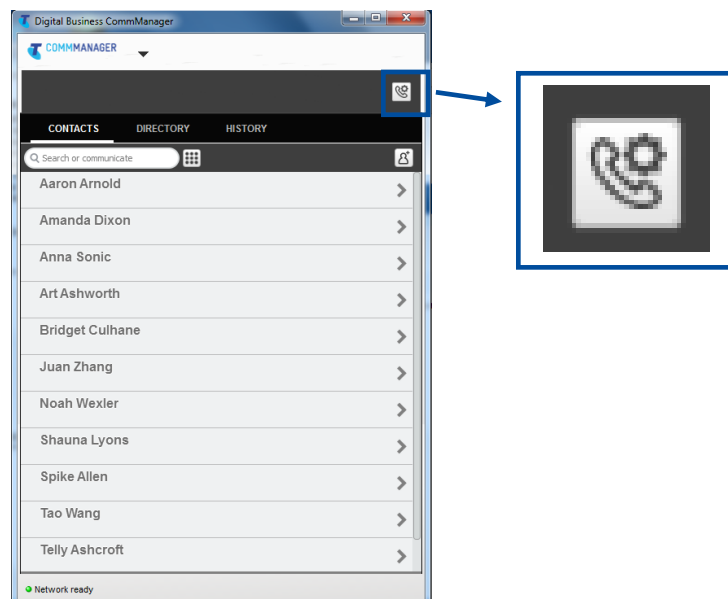 Digital Business CommManager
COMMMANAGER
CONTACTS DIRECTORY HISTORY
Search or communicate
Aaron Arnold
Amanda Dixon
Anna Sonic
Art Ashworth
Bridget Culhane
Juan Zhang
Noah Wexler
Shauna Lyons
Spike Allen
Tao Wang
Telly Ashcroft
Network ready